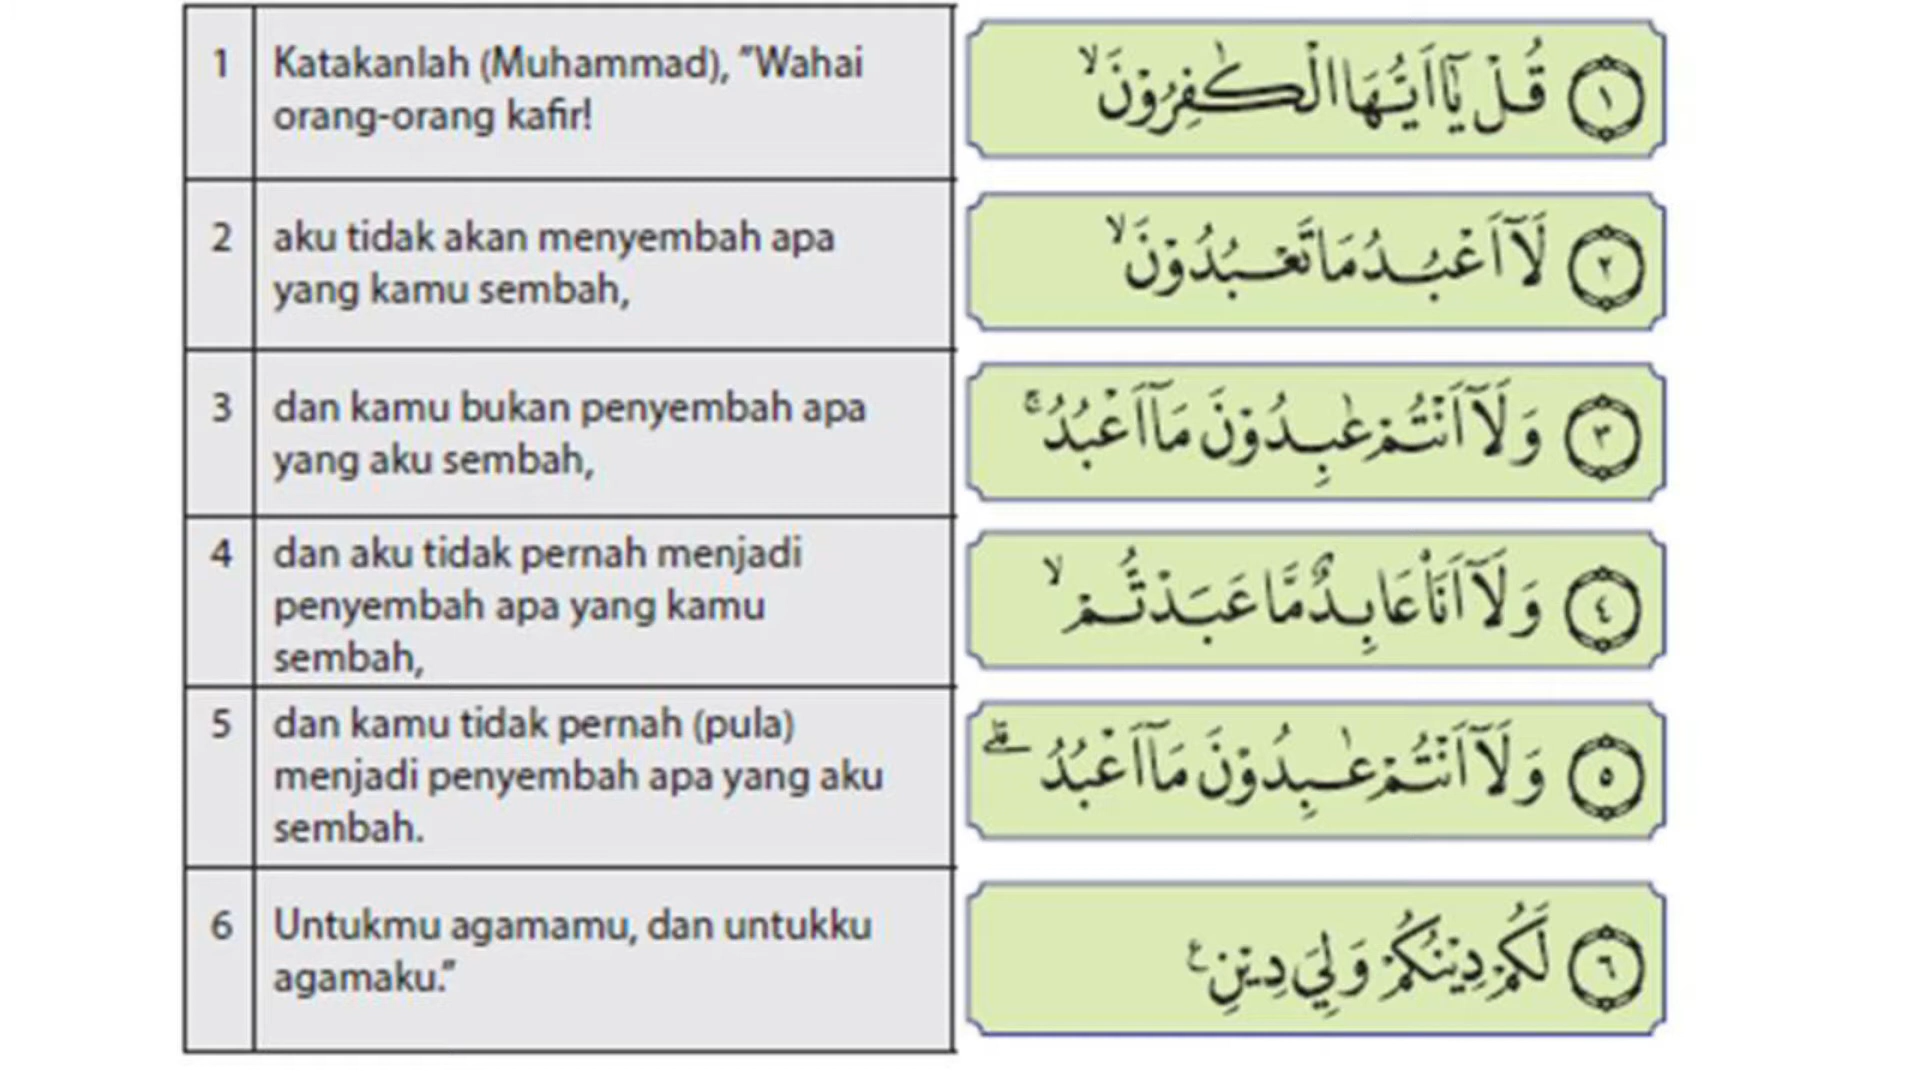 1 Katakanlah (Muhammad), "Wahai
orang-orang kafir!
قُلْ يٰٓاَيُّهَا الْكٰفِرُوْنَۙ ١
2 aku tidak akan menyembah apa
yang kamu sembah,
لَآ اَعْبُدُ مَا تَعْبُدُوْنَۙ ٢
3 dan kamu bukan penyembah apa
yang aku sembah,
وَلَآ اَنْتُمْ عٰبِدُوْنَ مَآ اَعْبُدُۚ ٣
4 dan aku tidak pernah menjadi
penyembah apa yang kamu
sembah,
وَلَآ اَنَا۠ عَابِدٌ مَّا عَبَدْتُّمْۙ ٤
5 dan kamu tidak pernah (pula)
menjadi penyembah apa yang aku
sembah.
وَلَآ اَنْتُمْ عٰبِدُوْنَ مَآ اَعْبُدُۗ ٥
6 Untukmu agamamu, dan untukku
agamaku."
لَكُمْ دِيْنُكُمْ وَلِيَ دِيْنِ ع ٦